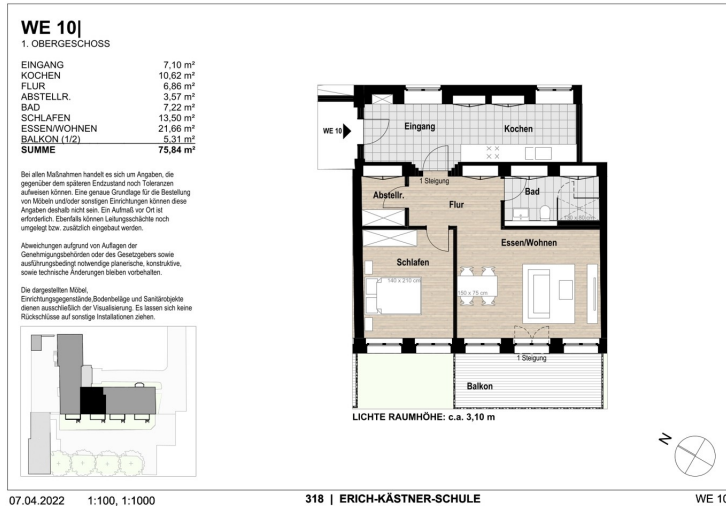 WE 10|
1. OBERGESCHOSS
EINGANG 7,10 m²
KOCHEN 10,62 m²
FLUR 6,86 m²
ABSTELLR. 3,57 m²
BAD 7,22 m²
SCHLAFEN 13,50 m²
ESSEN/WOHNEN 21,66 m²
BALKON (1/2) 5,31 m²
SUMME 75,84 m²
Bei allen Maßnahmen handelt es sich um Angaben, die
gegenüber dem späteren Endzustand noch Toleranzen
aufweisen können. Eine genaue Grundlage für die Bestellung
von Möbeln und/oder sonstigen Einrichtungen können diese
Angaben deshalb nicht sein. Ein Aufmaß vor Ort ist
erforderlich. Ebenfalls können Leitungsschächte noch
umgelegt bzw. zusätzlich eingebaut werden.
Abweichungen aufgrund von Auflagen der
Genehmigungsbehörden oder des Gesetzgebers sowie
ausführungsbedingt notwendige planerische, konstruktive,
sowie technische Änderungen bleiben vorbehalten.
Die dargestellten Möbel,
Einrichtungsgegenstände,Bodenbeläge und Sanitärobjekte
dienen ausschließlich der Visualisierung. Es lassen sich keine
Rückschlüsse auf sonstige Installationen ziehen.
WE 10
Eingang
Kochen
1 Steigung
Abstellr.
Flur
Bad
Essen/Wohnen
Schlafen
140 x 210 cm
150 x 75 cm
1 Steigung
Balkon
LICHTE RAUMHÖHE: c.a. 3,10 m
N
07.04.2022 1:100, 1:1000 318 | ERICH-KÄSTNER-SCHULE WE 10